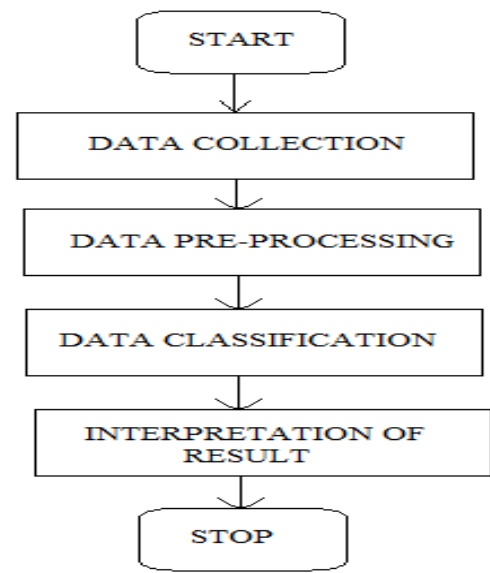 START
DATA COLLECTION
DATA PRE-PROCESSING
DATA CLASSIFICATION
INTERPRETATION OF
RESULT
STOP